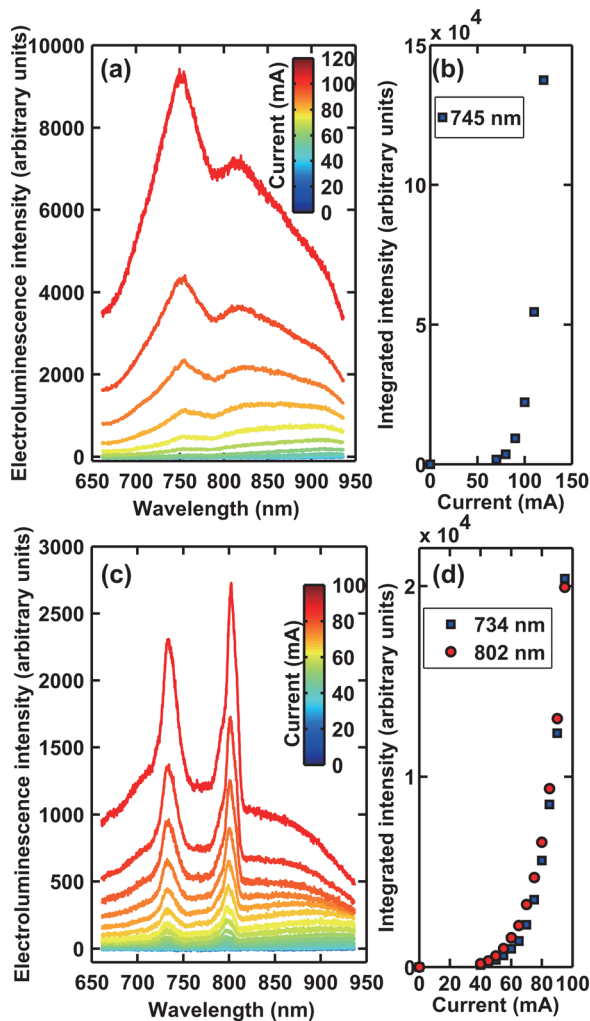 (a)
Electroluminescence intensity (arbitrary units)
10000
8000
6000
4000
2000
0
650 700 750 800 850 900 950
Wavelength (nm)
Current (mA)
120
100
80
60
40
20
0
(b)
745 nm
Integrated intensity (arbitrary units)
x 10⁴
15
10
5
0
0 50 100 150
Current (mA)
(c)
Electroluminescence intensity (arbitrary units)
3000
2500
2000
1500
1000
500
0
650 700 750 800 850 900 950
Wavelength (nm)
Current (mA)
100
80
60
40
20
0
(d)
734 nm
802 nm
Integrated intensity (arbitrary units)
x 10⁴
2
1
0
0 20 40 60 80 100
Current (mA)